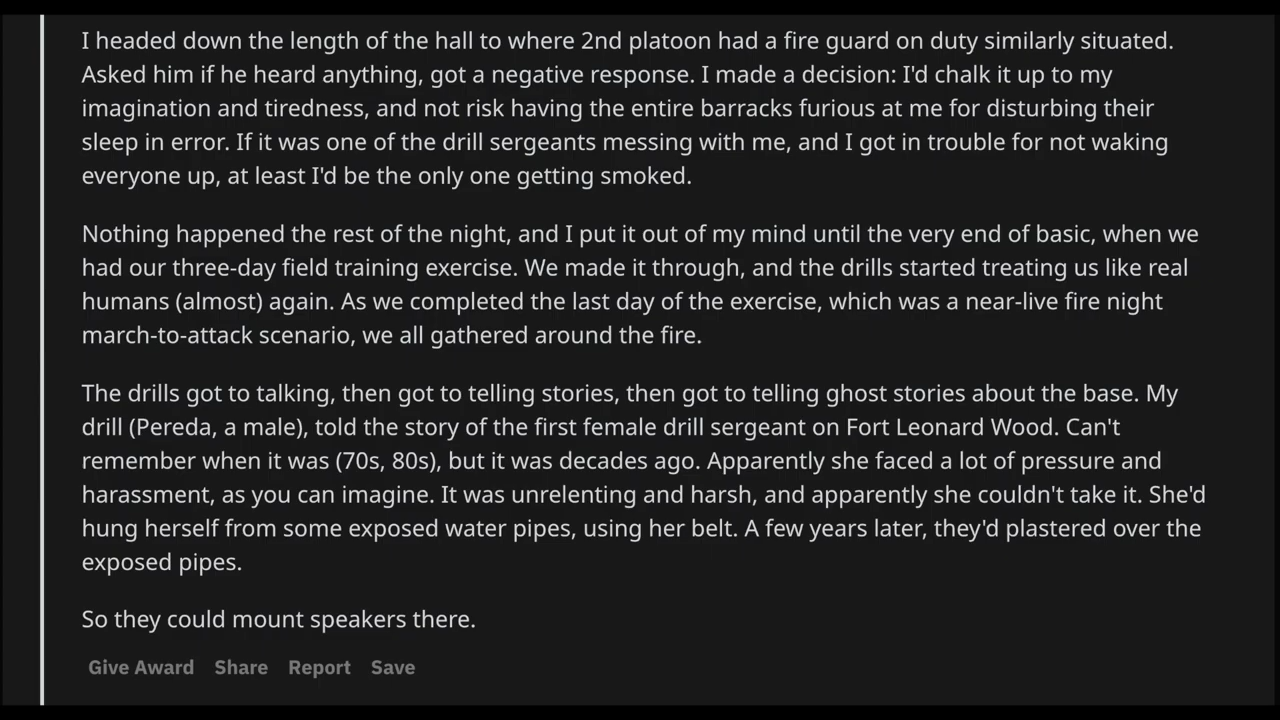 I headed down the length of the hall to where 2nd platoon had a fire guard on duty similarly situated.
Asked him if he heard anything, got a negative response. I made a decision: I'd chalk it up to my
imagination and tiredness, and not risk having the entire barracks furious at me for disturbing their
sleep in error. If it was one of the drill sergeants messing with me, and I got in trouble for not waking
everyone up, at least I'd be the only one getting smoked.
Nothing happened the rest of the night, and I put it out of my mind until the very end of basic, when we
had our three-day field training exercise. We made it through, and the drills started treating us like real
humans (almost) again. As we completed the last day of the exercise, which was a near-live fire night
march-to-attack scenario, we all gathered around the fire.
The drills got to talking, then got to telling stories, then got to telling ghost stories about the base. My
drill (Pereda, a male), told the story of the first female drill sergeant on Fort Leonard Wood. Can't
remember when it was (70s, 80s), but it was decades ago. Apparently she faced a lot of pressure and
harassment, as you can imagine. It was unrelenting and harsh, and apparently she couldn't take it. She'd
hung herself from some exposed water pipes, using her belt. A few years later, they'd plastered over the
exposed pipes.
So they could mount speakers there.
Give Award Share Report Save